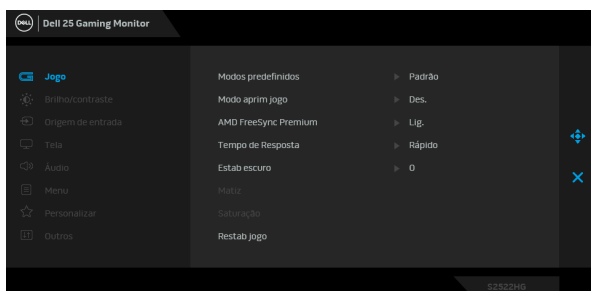 DELL Dell 25 Gaming Monitor
Jogo Modos predefinidos Padrão
Brilho/contraste Modo aprim jogo Des.
Origem de entrada AMD FreeSync Premium Lig.
Tela Tempo de Resposta Rápido
Áudio Estab escuro 0
Menu Matiz
Personalizar Saturação
Outros Restab jogo
S2522HG